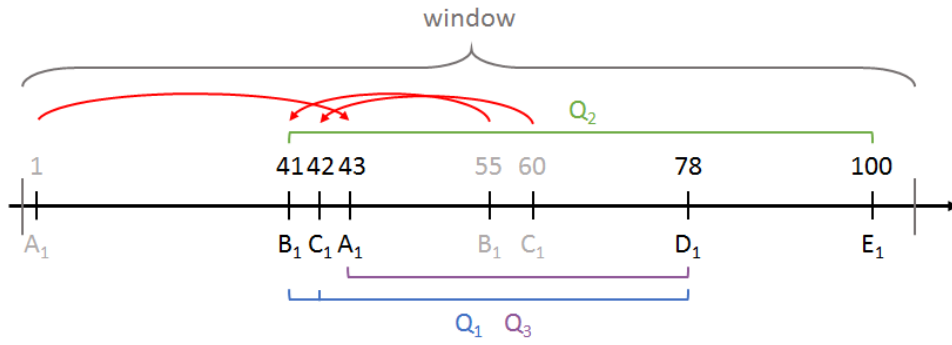 window
Q₂
1 41 42 43 55 60 78 100
A₁ B₁ C₁ A₁ B₁ C₁ D₁ E₁
Q₁ Q₃